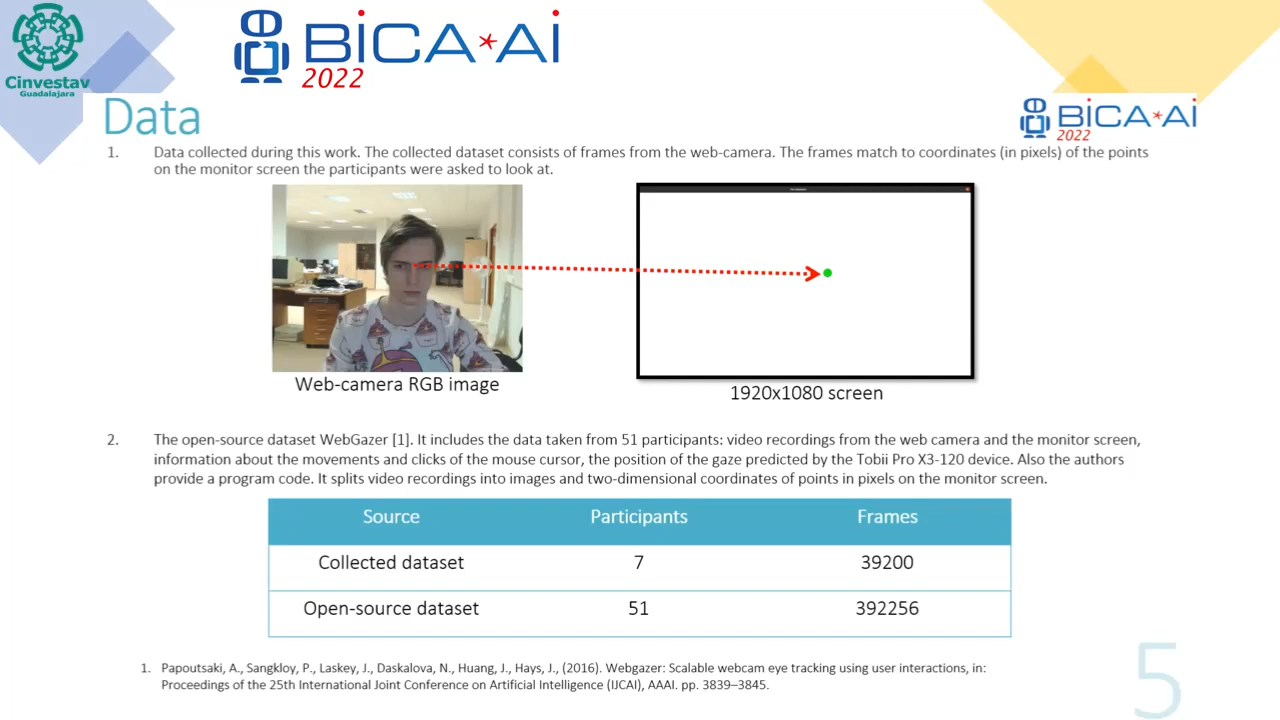 Cinvestav
Guadalajara
BiCA*Ai
2022
Data
BiCA*Ai
2022
1. Data collected during this work. The collected dataset consists of frames from the web-camera. The frames match to coordinates (in pixels) of the points
on the monitor screen the participants were asked to look at.
Web-camera RGB image
1920x1080 screen
2. The open-source dataset WebGazer [1]. It includes the data taken from 51 participants: video recordings from the web camera and the monitor screen,
information about the movements and clicks of the mouse cursor, the position of the gaze predicted by the Tobii Pro X3-120 device. Also the authors
provide a program code. It splits video recordings into images and two-dimensional coordinates of points in pixels on the monitor screen.
Source Participants Frames
Collected dataset 7 39200
Open-source dataset 51 392256
1. Papoutsaki, A., Sangkloy, P., Laskey, J., Daskalova, N., Huang, J., Hays, J., (2016). Webgazer: Scalable webcam eye tracking using user interactions, in:
Proceedings of the 25th International Joint Conference on Artificial Intelligence (IJCAI), AAAI. pp. 3839–3845.
5